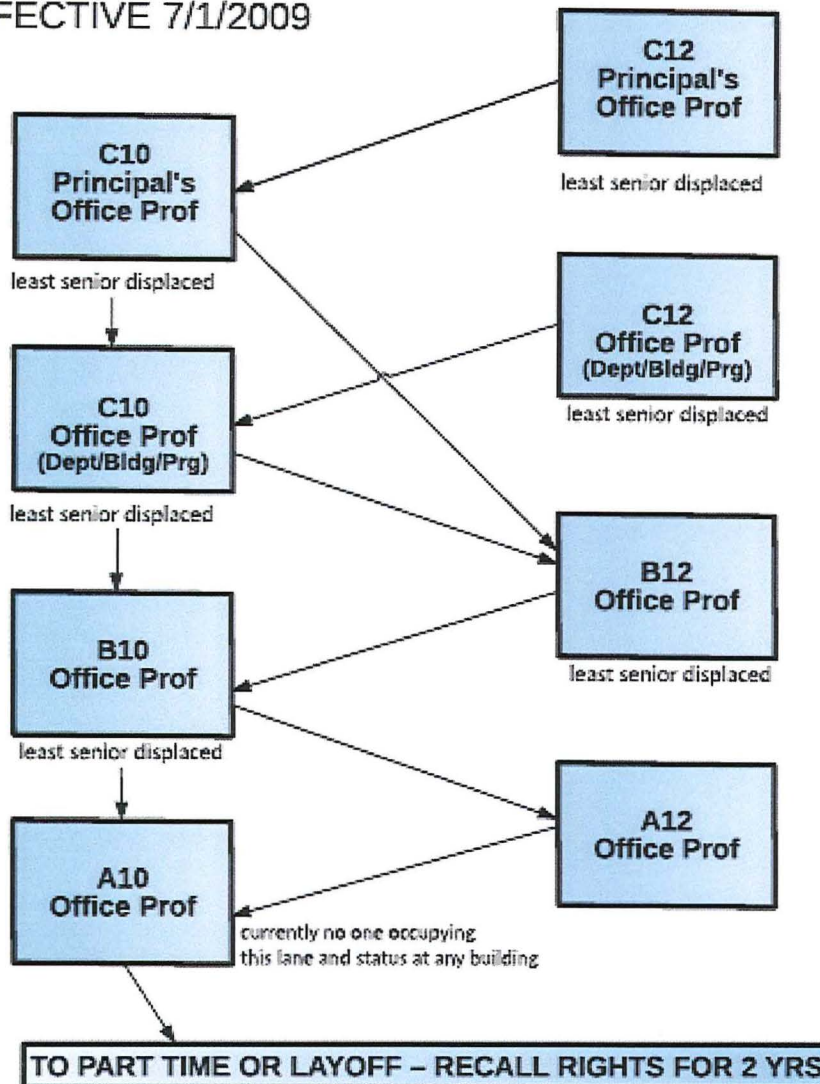 FECTIVE 7/1/2009
C12
Principal's
Office Prof
least senior displaced
C10
Principal's
Office Prof
least senior displaced
C12
Office Prof
(Dept/Bldg/Prg)
least senior displaced
C10
Office Prof
(Dept/Bldg/Prg)
least senior displaced
B12
Office Prof
least senior displaced
B10
Office Prof
least senior displaced
A12
Office Prof
A10
Office Prof
currently no one occupying
this lane and status at any building
TO PART TIME OR LAYOFF – RECALL RIGHTS FOR 2 YRS